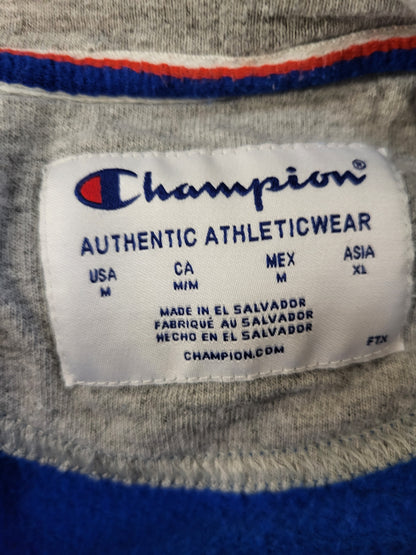 Champion®
AUTHENTIC ATHLETICWEAR
USA CA MEX ASIA
M M/M M XL
MADE IN EL SALVADOR
FABRIQUÉ AU SALVADOR
HECHO EN EL SALVADOR
CHAMPION.COM
FTX